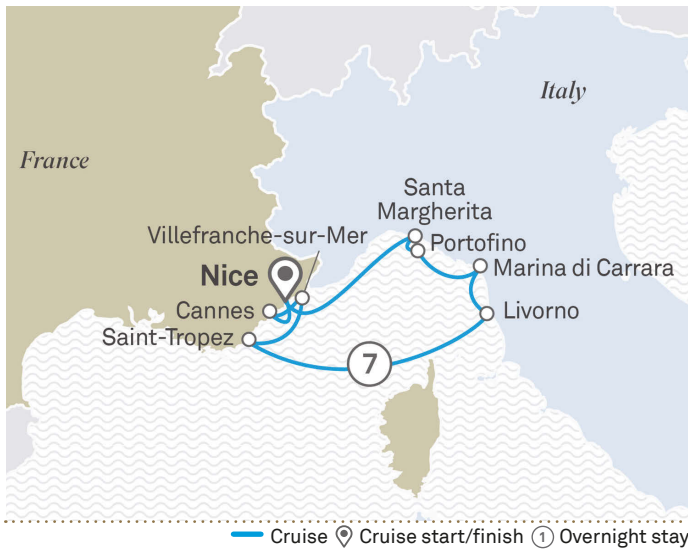 Italy
France
Santa
Margherita
Villefranche-sur-Mer
Portofino
Nice
Marina di Carrara
Cannes
Livorno
Saint-Tropez
7
Cruise
Cruise start/finish
1
Overnight stay